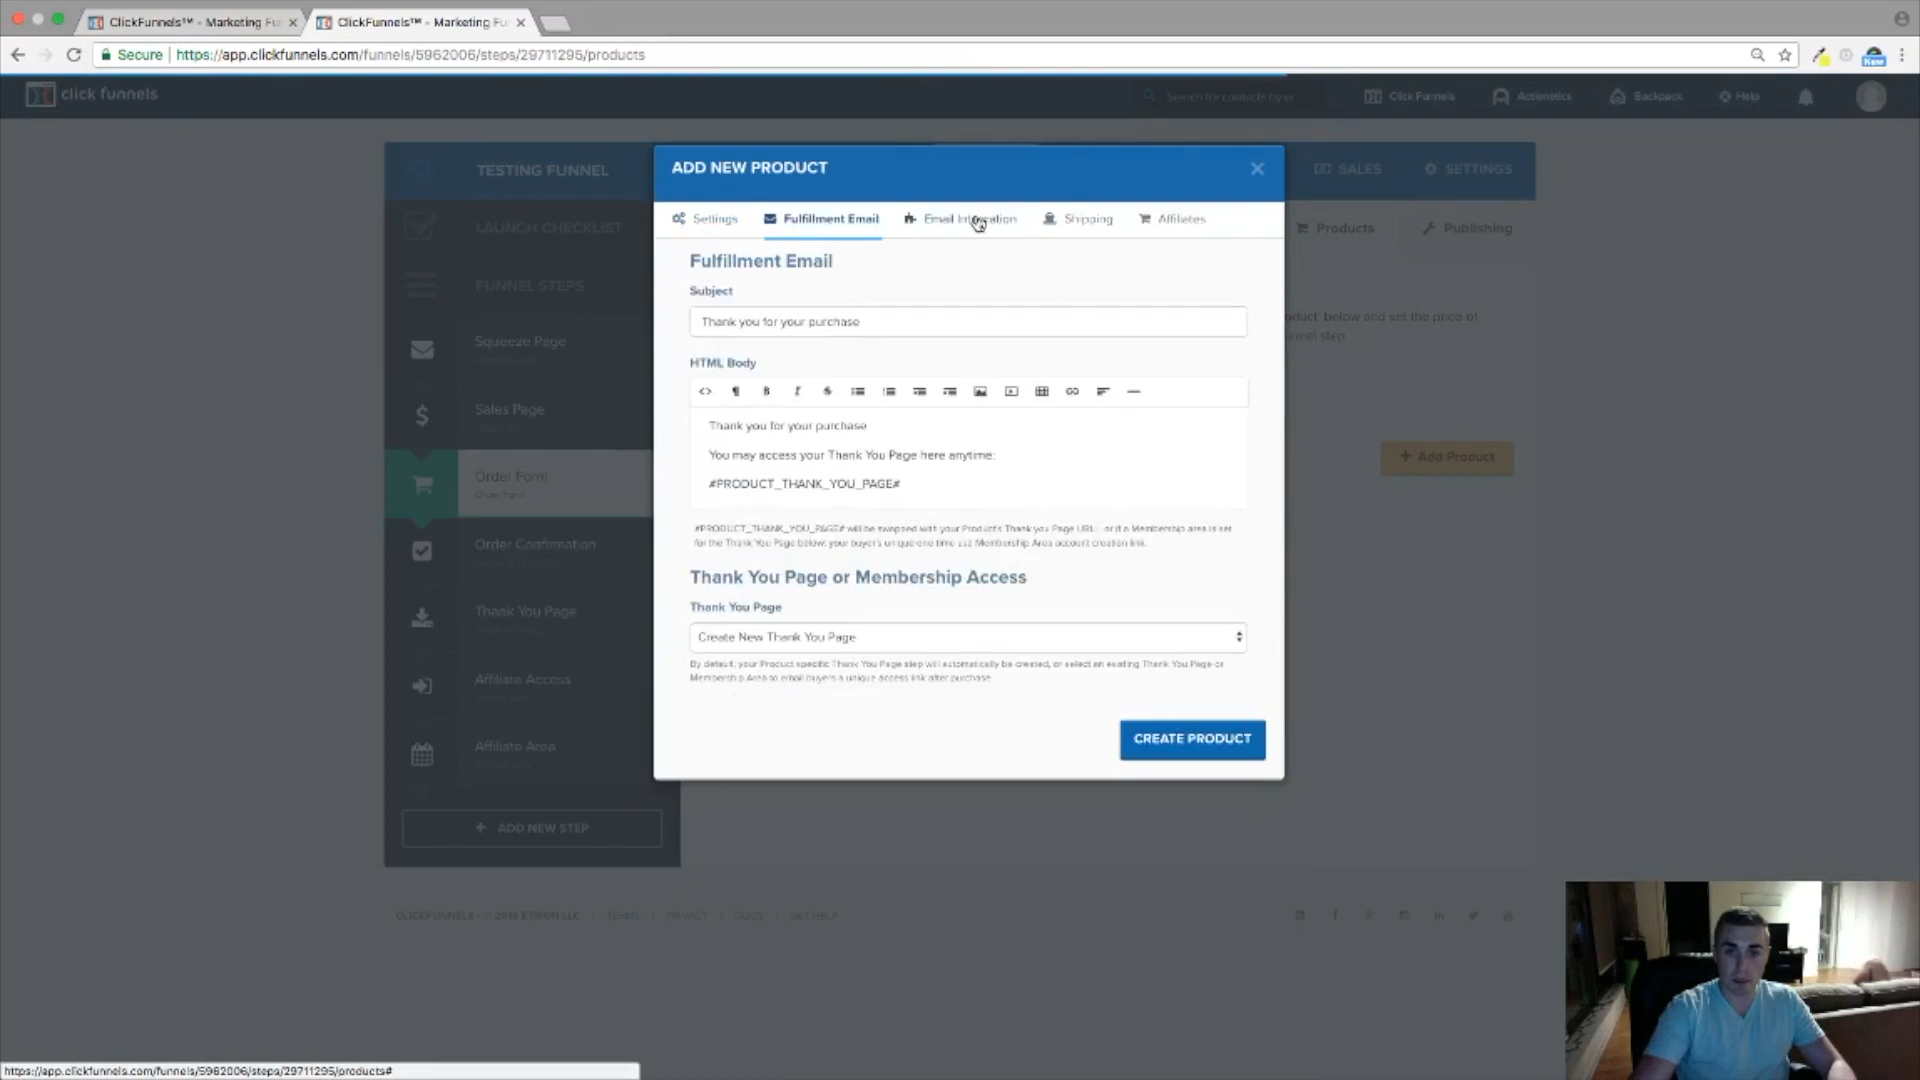 ClickFunnels™ - Marketing Fu
ClickFunnels™ - Marketing Fu
Secure
https://app.clickfunnels.com/funnels/5962006/steps/29711295/products
New
click funnels
Search for contacts by e
Click Funnels
Actionetics
Backpack
Help
TESTING FUNNEL
SALES
SETTINGS
LAUNCH CHECKLIST
Products
Publishing
FUNNEL STEPS
oduct' below and set the price of
nnel step
Squeeze Page
Sales Page
Order Form
Order Form
+ Add Product
Order Confirmation
Thank You Page
Affiliate Access
Affiliate Area
+ ADD NEW STEP
ADD NEW PRODUCT
Settings
Fulfillment Email
Email Integration
Shipping
Affiliates
Fulfillment Email
Subject
Thank you for your purchase
HTML Body
Thank you for your purchase
You may access your Thank You Page here anytime:
#PRODUCT_THANK_YOU_PAGE#
#PRODUCT_THANK_YOU_PAGE# will be swapped with your Product's Thank you Page URL... or if a Membership area is set
for the Thank You Page below: your buyer's unique one time use Membership Area account creation link.
Thank You Page or Membership Access
Thank You Page
Create New Thank You Page
By default, your Product specific Thank You Page step will automatically be created, or select an existing Thank You Page or
Membership Area to email buyers a unique access link after purchase
CREATE PRODUCT
CLICKFUNNELS - © 2018 ETISON LLC
TERMS
PRIVACY
DOCS
GET HELP
https://app.clickfunnels.com/funnels/5962006/steps/29711295/products#